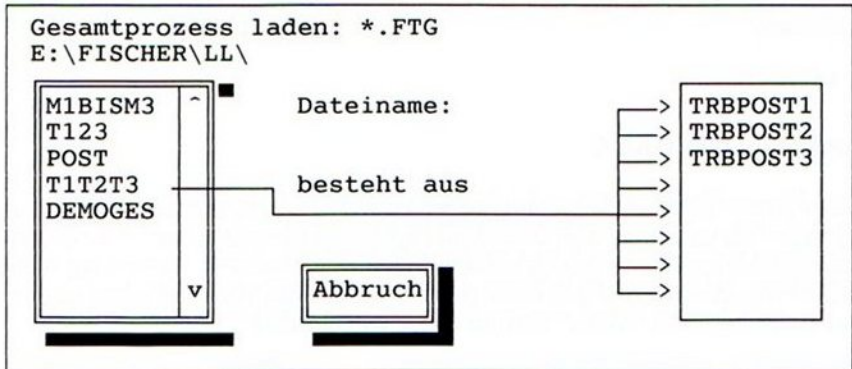 Gesamtprozess laden: *.FTG
E:\FISCHER\LL\
M1BISM3
T123
POST
T1T2T3
DEMOGES
Dateiname:
besteht aus
Abbruch
TRBPOST1
TRBPOST2
TRBPOST3